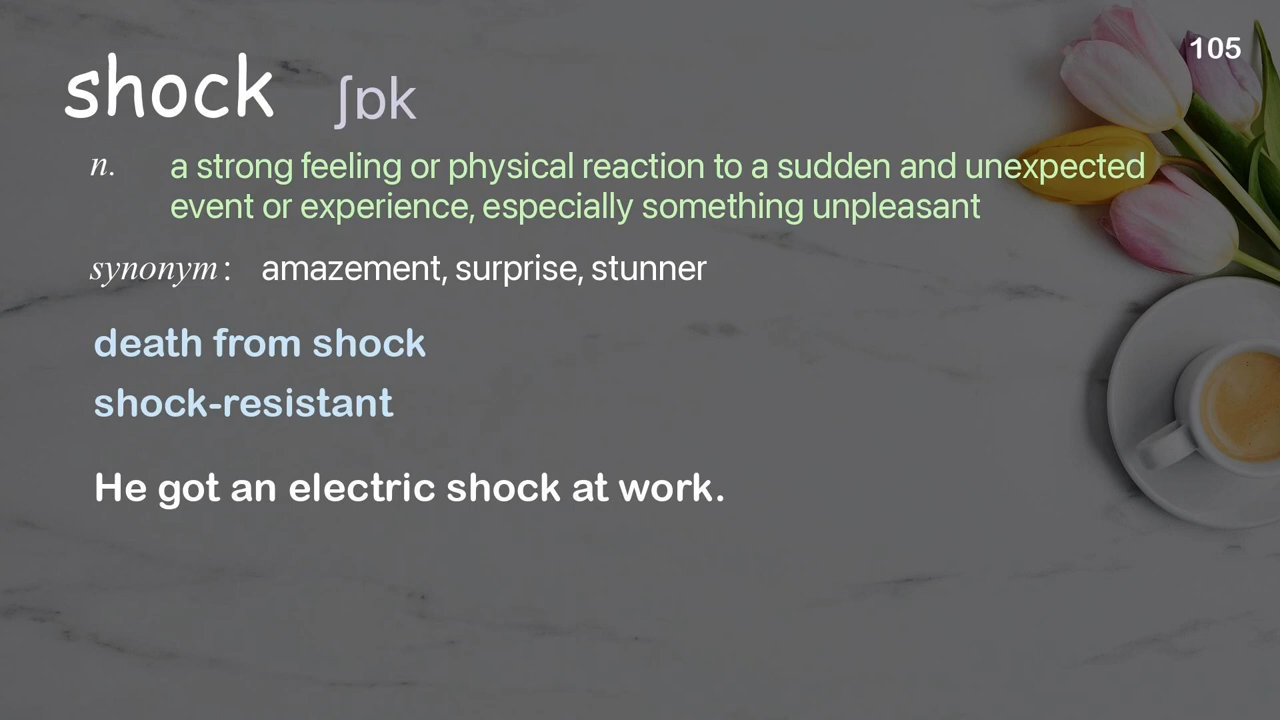 105
shock ʃɒk
n. a strong feeling or physical reaction to a sudden and unexpected
event or experience, especially something unpleasant
synonym: amazement, surprise, stunner
death from shock
shock-resistant
He got an electric shock at work.